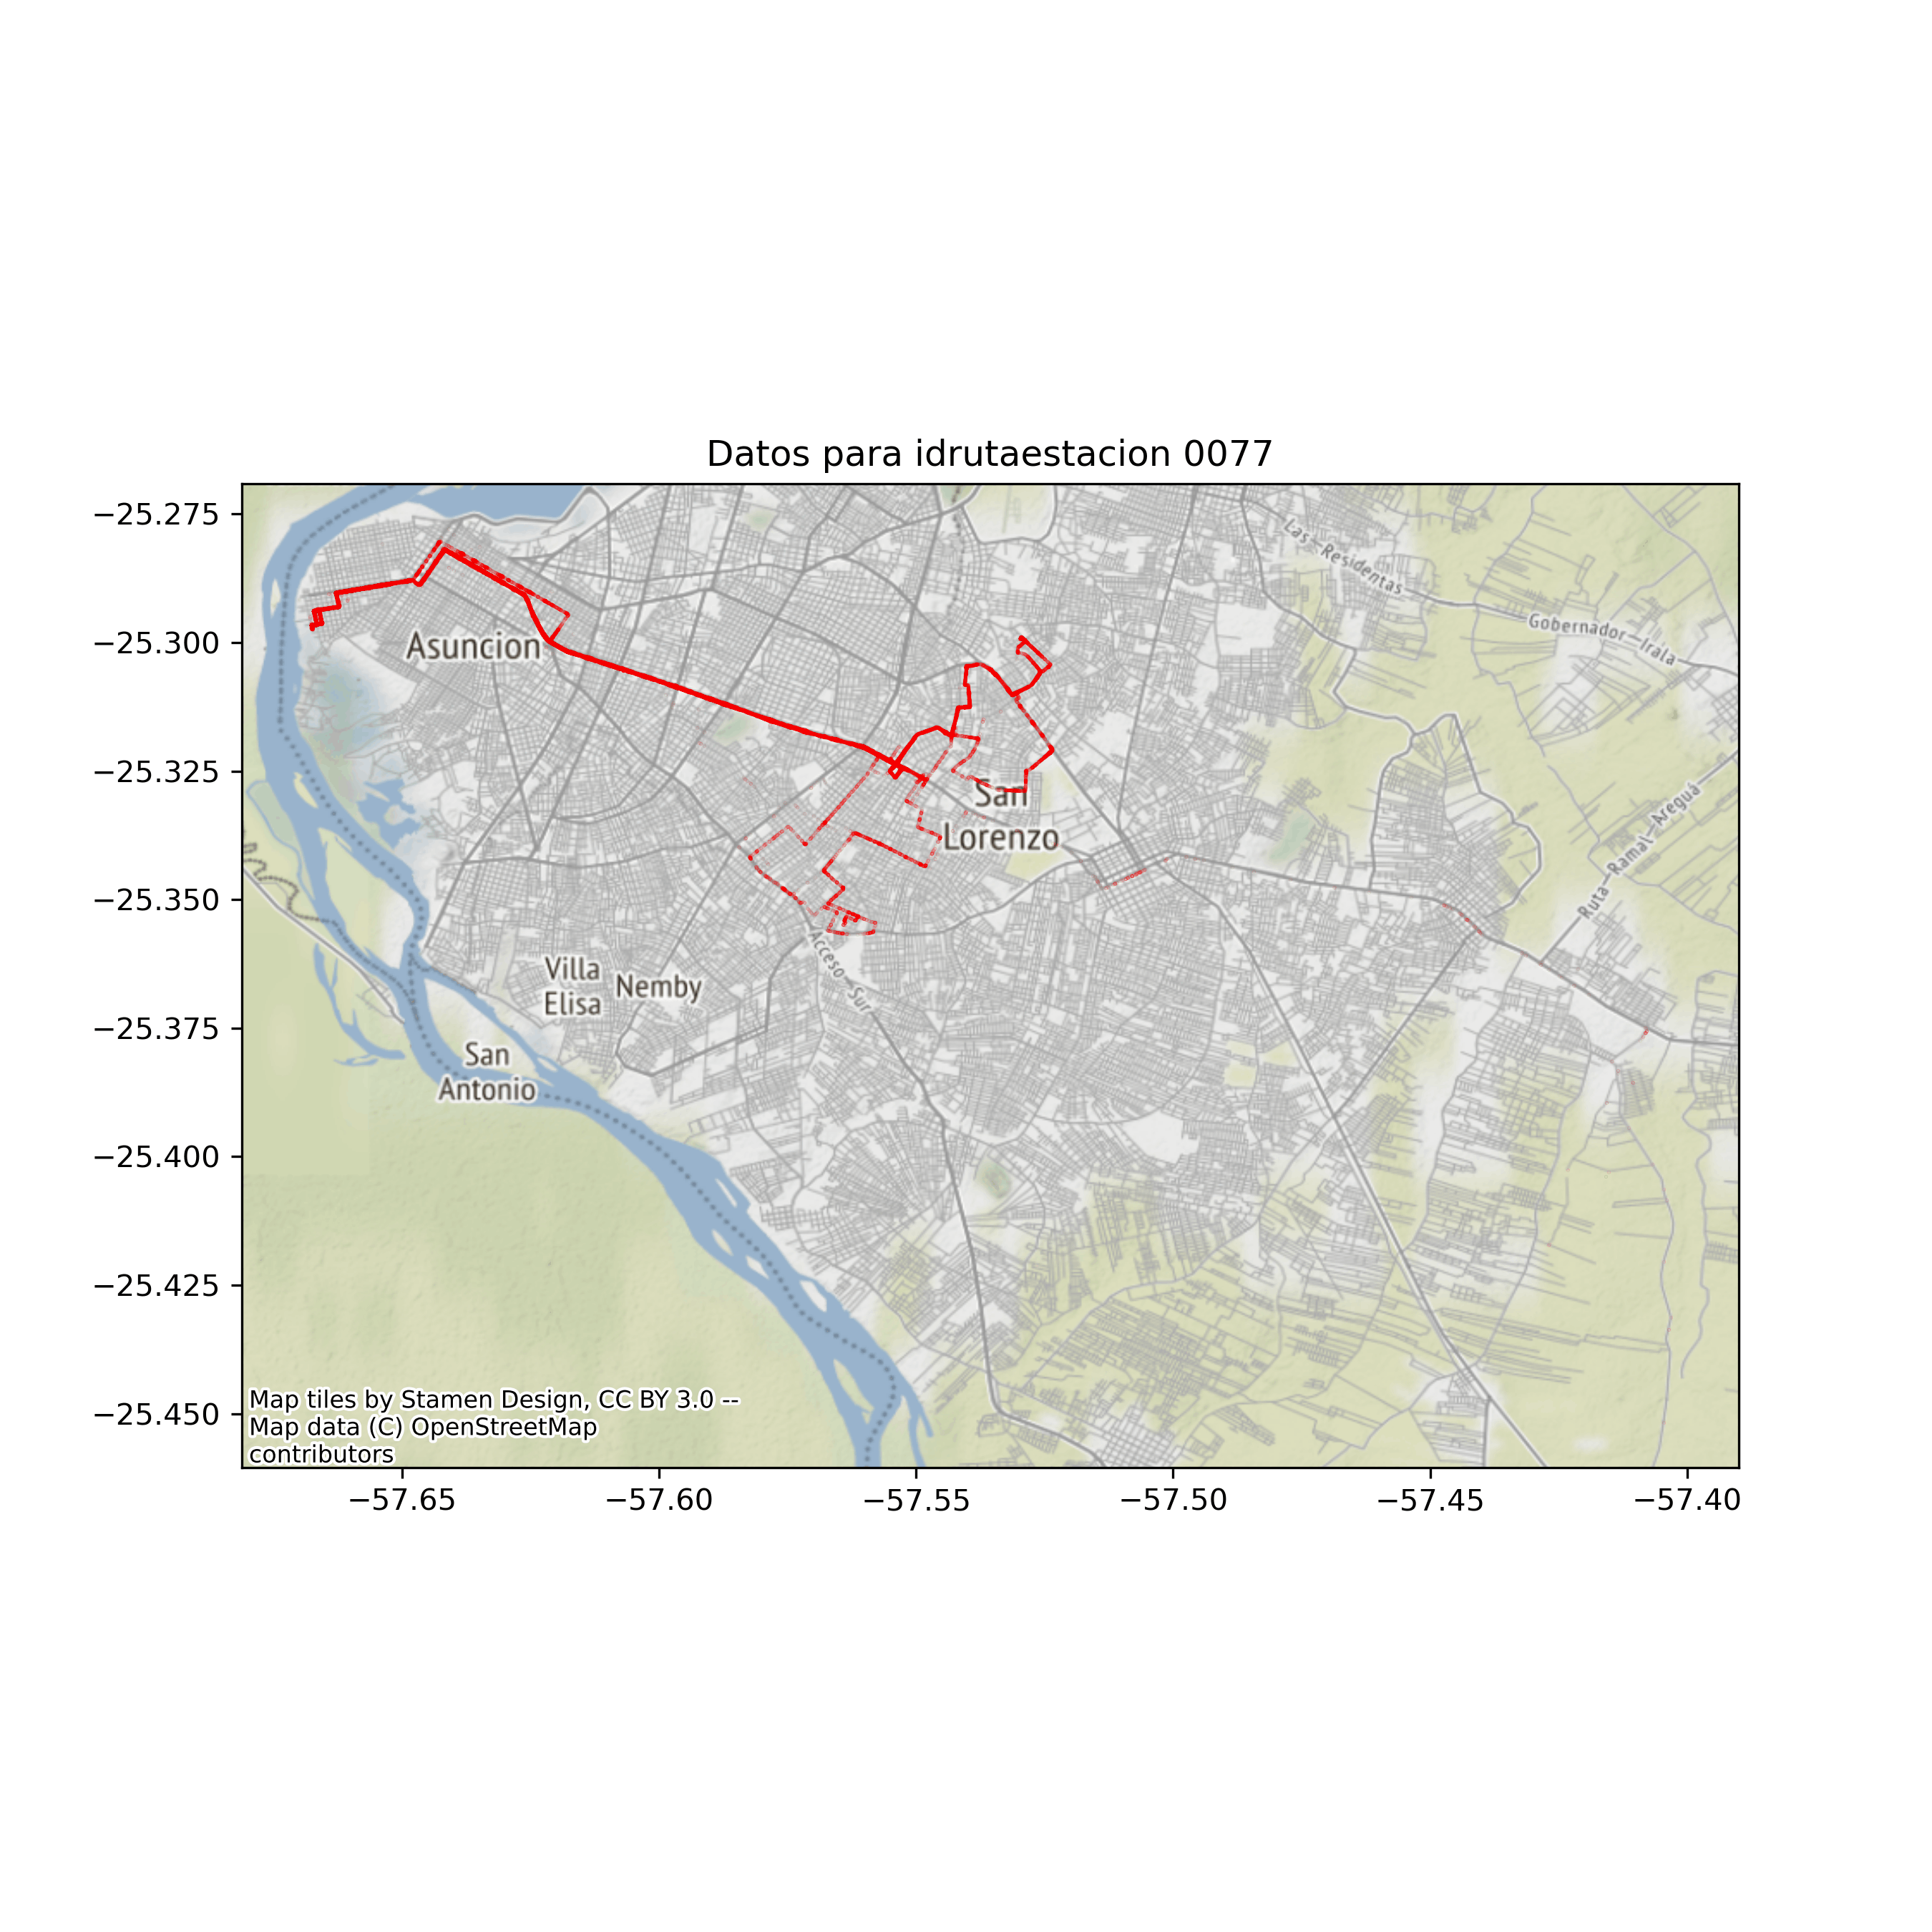 Datos para idrutaestacion 0077
−25.275
−25.300
−25.325
−25.350
−25.375
−25.400
−25.425
−25.450
Las Residentas
Gobernador Irala
Asuncion
San
Lorenzo
Ruta Ramal Areguá
Acceso Sur
Villa
Elisa
Nemby
San
Antonio
Map tiles by Stamen Design, CC BY 3.0 --
Map data (C) OpenStreetMap
contributors
−57.65
−57.60
−57.55
−57.50
−57.45
−57.40